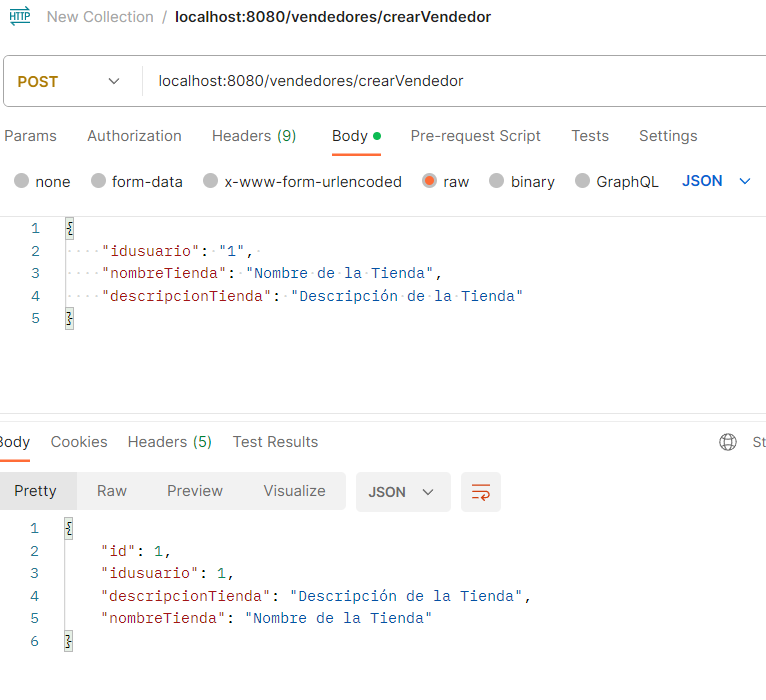 HTTP New Collection / localhost:8080/vendedores/crearVendedor
POST localhost:8080/vendedores/crearVendedor
Params Authorization Headers (9) Body Pre-request Script Tests Settings
none form-data x-www-form-urlencoded raw binary GraphQL JSON
1 {
2 "idusuario": "1",
3 "nombreTienda": "Nombre de la Tienda",
4 "descripcionTienda": "Descripción de la Tienda"
5 }
Body Cookies Headers (5) Test Results St
Pretty Raw Preview Visualize JSON
1 {
2 "id": 1,
3 "idusuario": 1,
4 "descripcionTienda": "Descripción de la Tienda",
5 "nombreTienda": "Nombre de la Tienda"
6 }